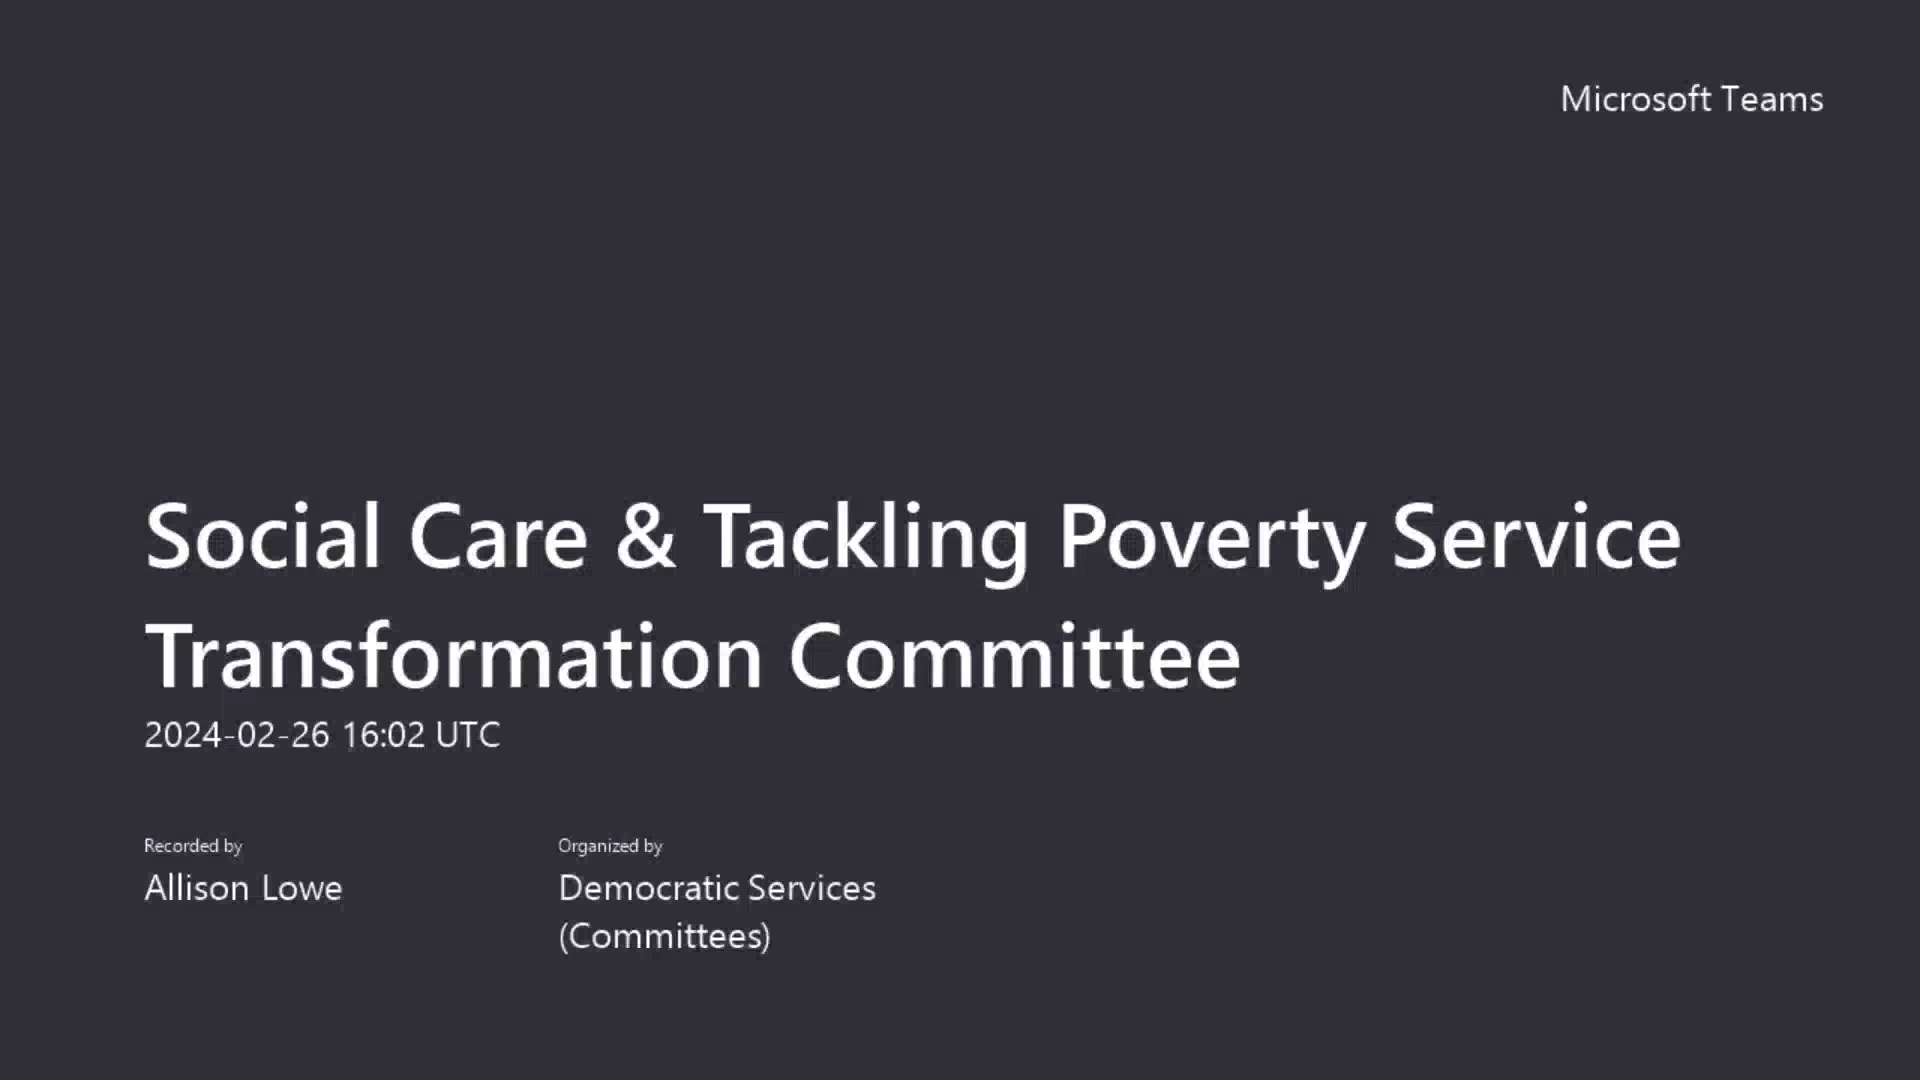 Microsoft Teams
Social Care & Tackling Poverty Service
Transformation Committee
2024-02-26 16:02 UTC
Recorded by
Allison Lowe
Organized by
Democratic Services
(Committees)